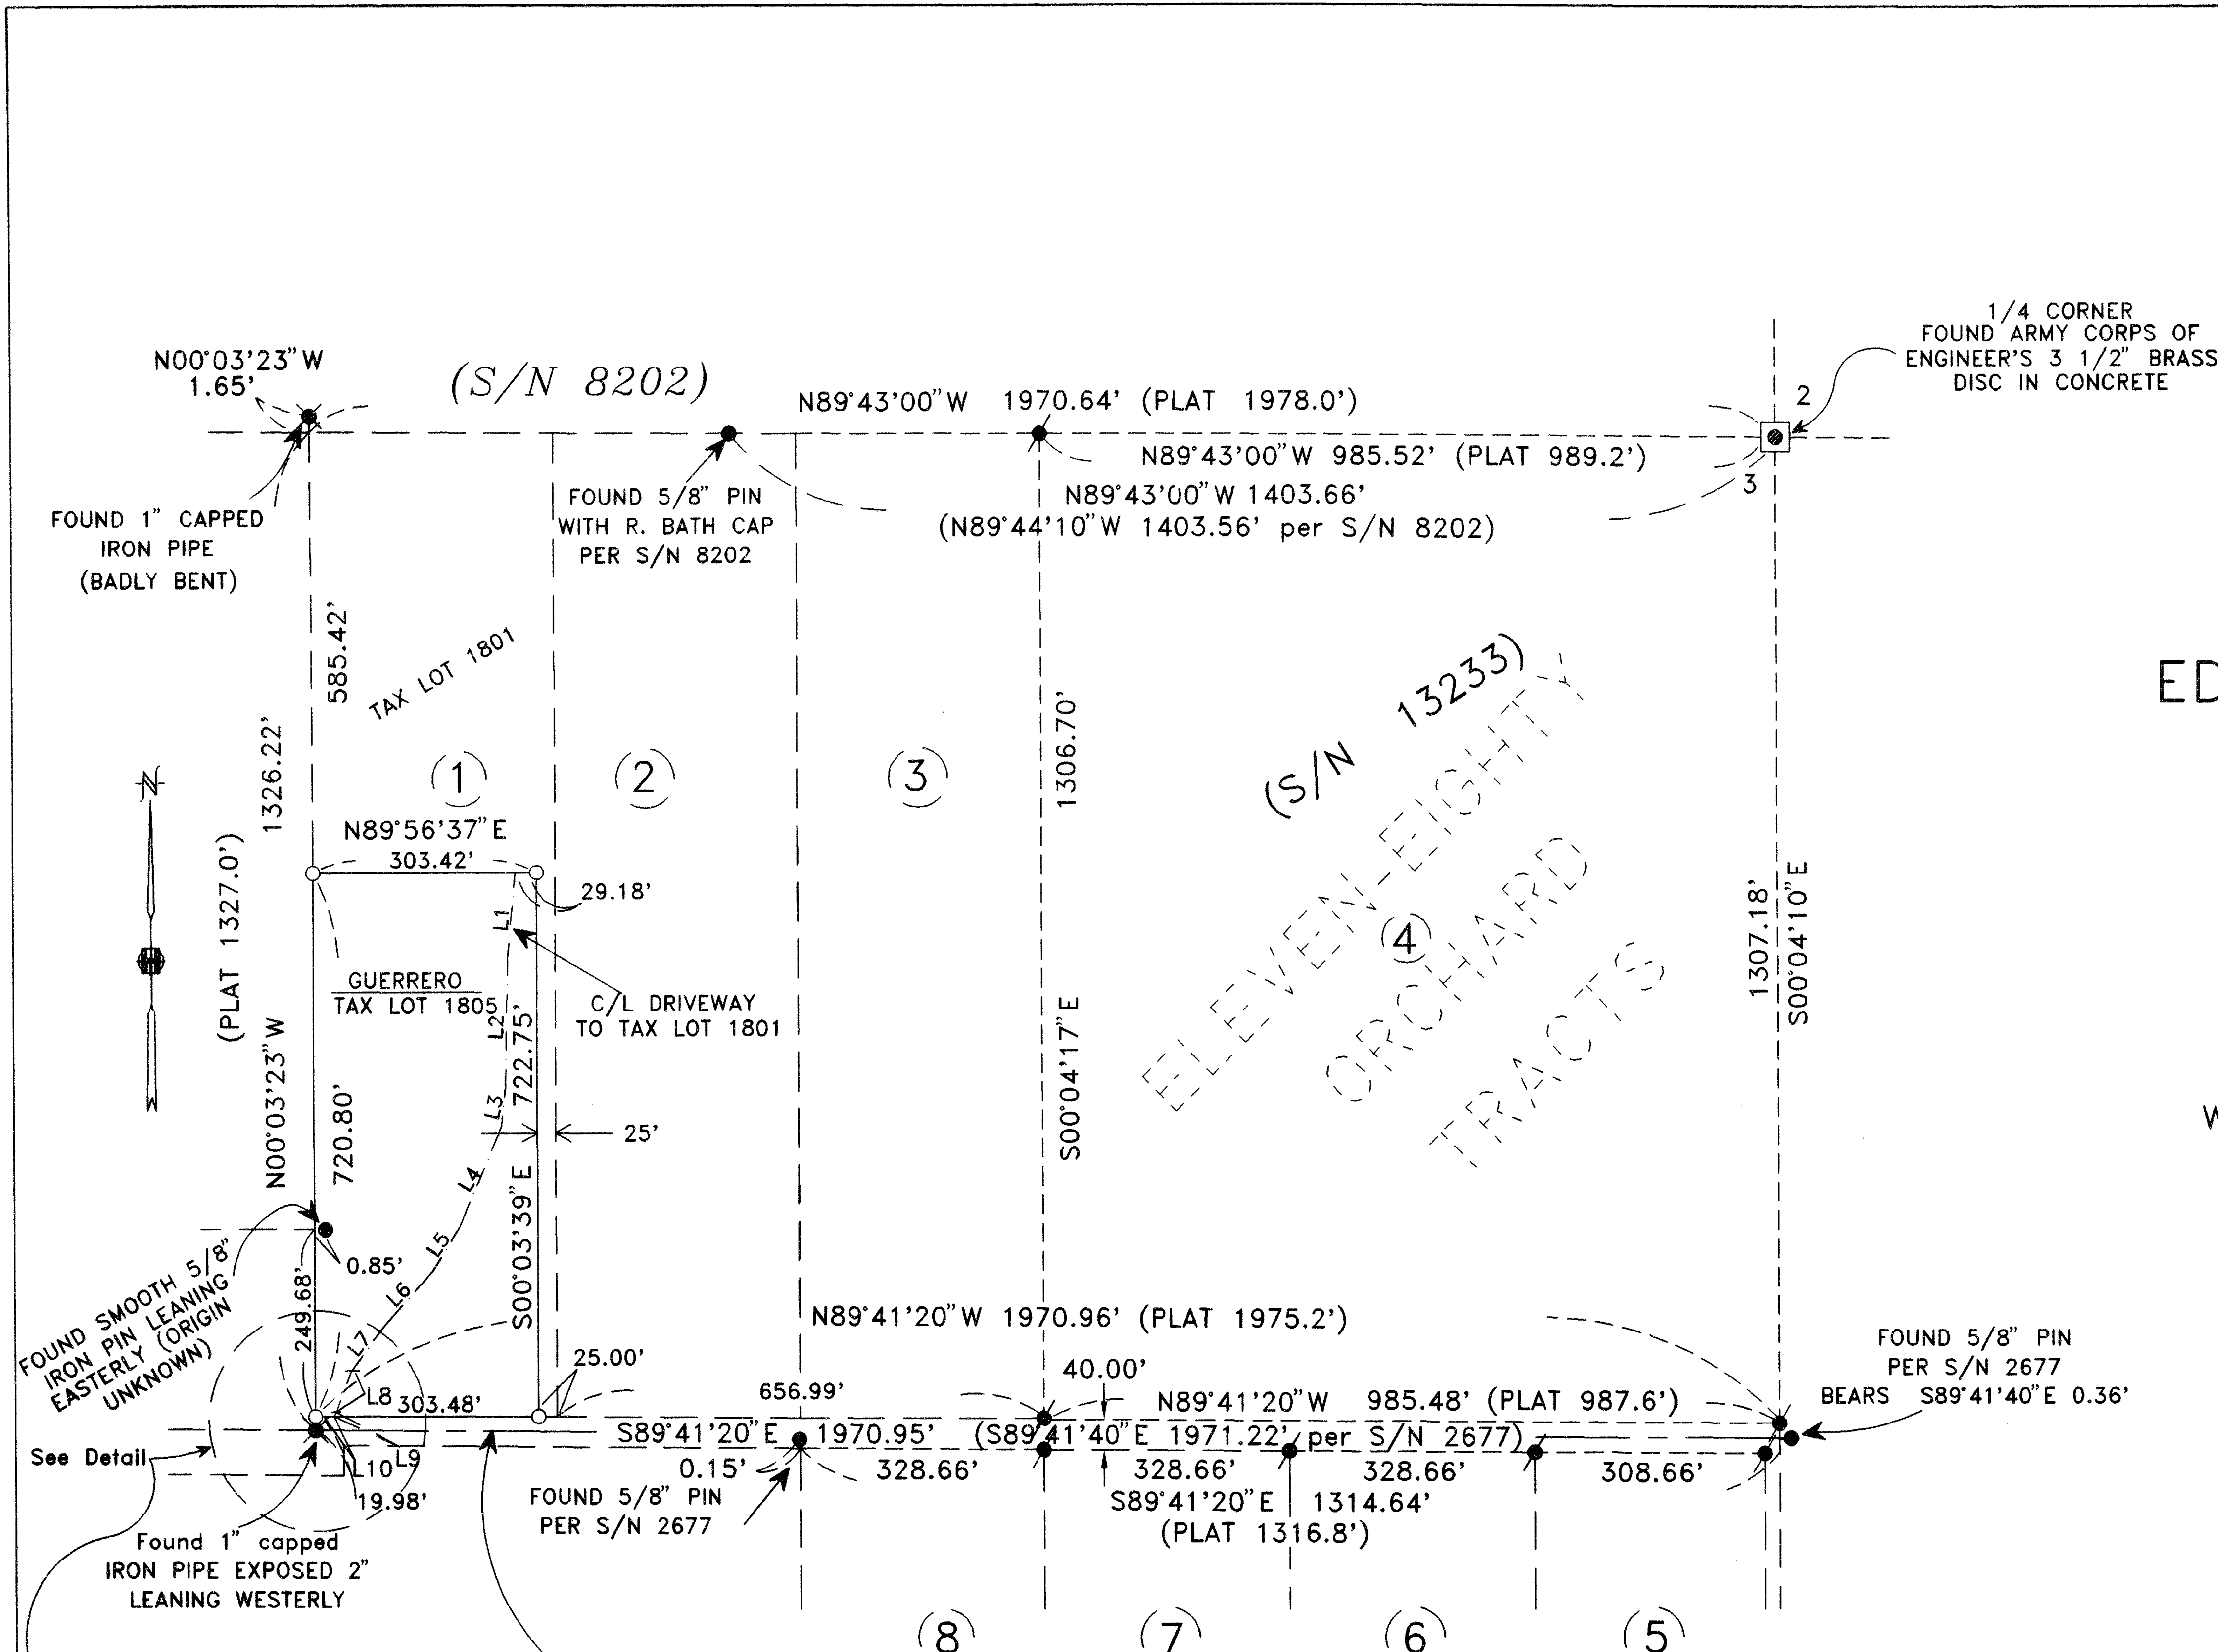 1/4 CORNER
FOUND ARMY CORPS OF
ENGINEER'S 3 1/2" BRASS
DISC IN CONCRETE
N00°03'23"W
1.65'
(S/N 8202)
N89°43'00"W 1970.64' (PLAT 1978.0')
2
N89°43'00"W 985.52' (PLAT 989.2')
3
N89°43'00"W 1403.66'
(N89°44'10"W 1403.56' per S/N 8202)
FOUND 1" CAPPED
IRON PIPE
(BADLY BENT)
FOUND 5/8" PIN
WITH R. BATH CAP
PER S/N 8202
585.42'
TAX LOT 1801
1326.22'
(PLAT 1327.0')
N00°03'23"W
720.80'
N
1
2
3
4
1306.70'
S00°04'17"E
(S/N 13233)
ELEVEN-EIGHTY
ORCHARD
TRACTS
1307.18'
S00°04'10"E
ED
W
N89°56'37"E
303.42'
29.18'
L1
GUERRERO
TAX LOT 1805
C/L DRIVEWAY
TO TAX LOT 1801
L2
722.75'
L3
25'
L4
S00°03'39"E
L5
0.85'
L6
249.68'
L7
FOUND SMOOTH 5/8"
IRON PIN LEANING
EASTERLY (ORIGIN
UNKNOWN)
N89°41'20"W 1970.96' (PLAT 1975.2')
FOUND 5/8" PIN
PER S/N 2677
BEARS S89°41'40"E 0.36'
25.00'
40.00'
L8
303.48'
656.99'
N89°41'20"W 985.48' (PLAT 987.6')
S89°41'20"E 1970.95' (S89°41'40"E 1971.22' per S/N 2677)
See Detail
L10
L9
19.98'
0.15'
328.66'
328.66'
328.66'
308.66'
FOUND 5/8" PIN
PER S/N 2677
S89°41'20"E 1314.64'
(PLAT 1316.8')
Found 1" capped
IRON PIPE EXPOSED 2"
LEANING WESTERLY
8
7
6
5